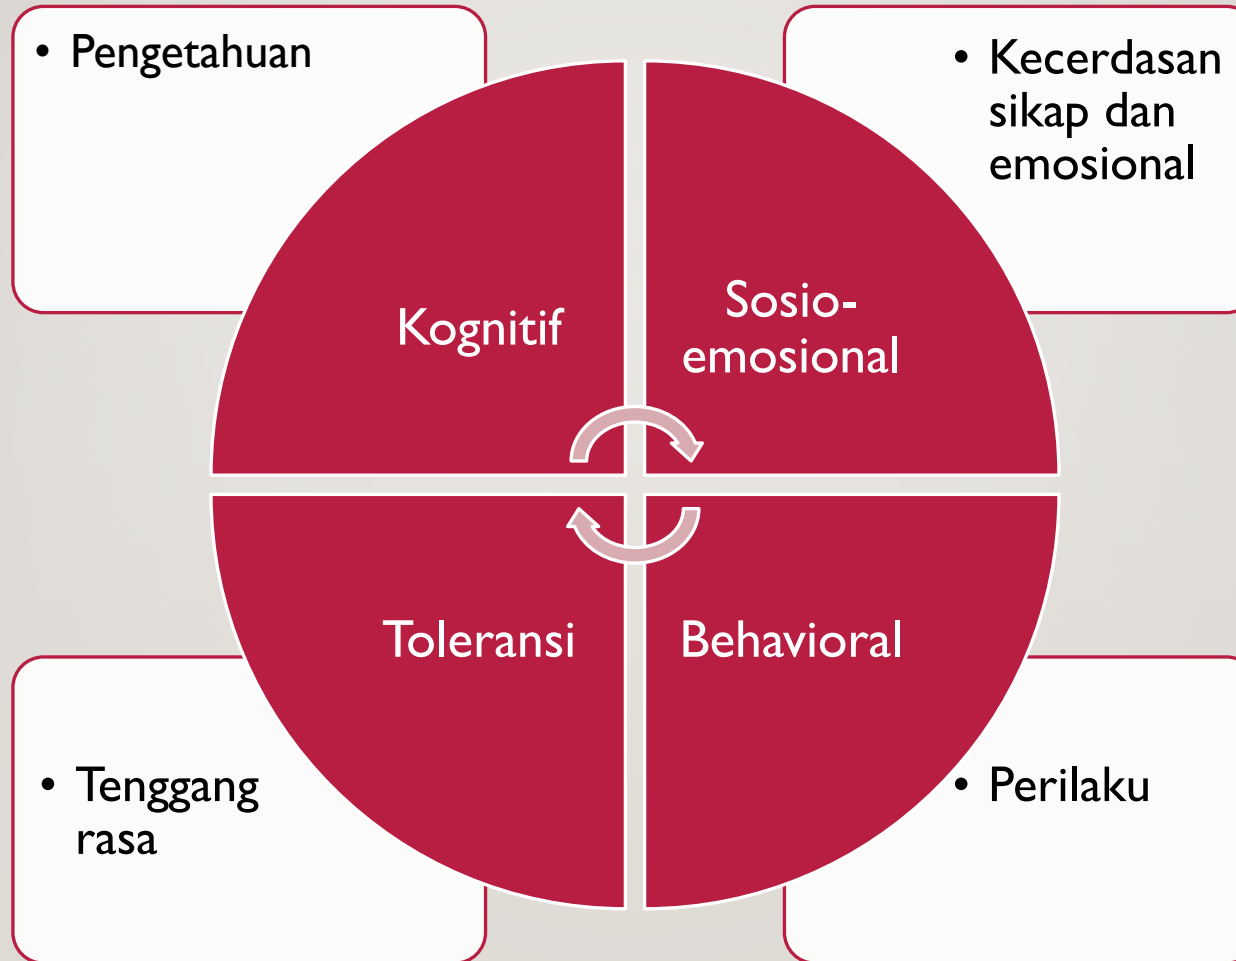 • Pengetahuan
• Kecerdasan
sikap dan
emosional
Kognitif
Sosio-
emosional
Toleransi
Behavioral
• Tenggang
rasa
• Perilaku